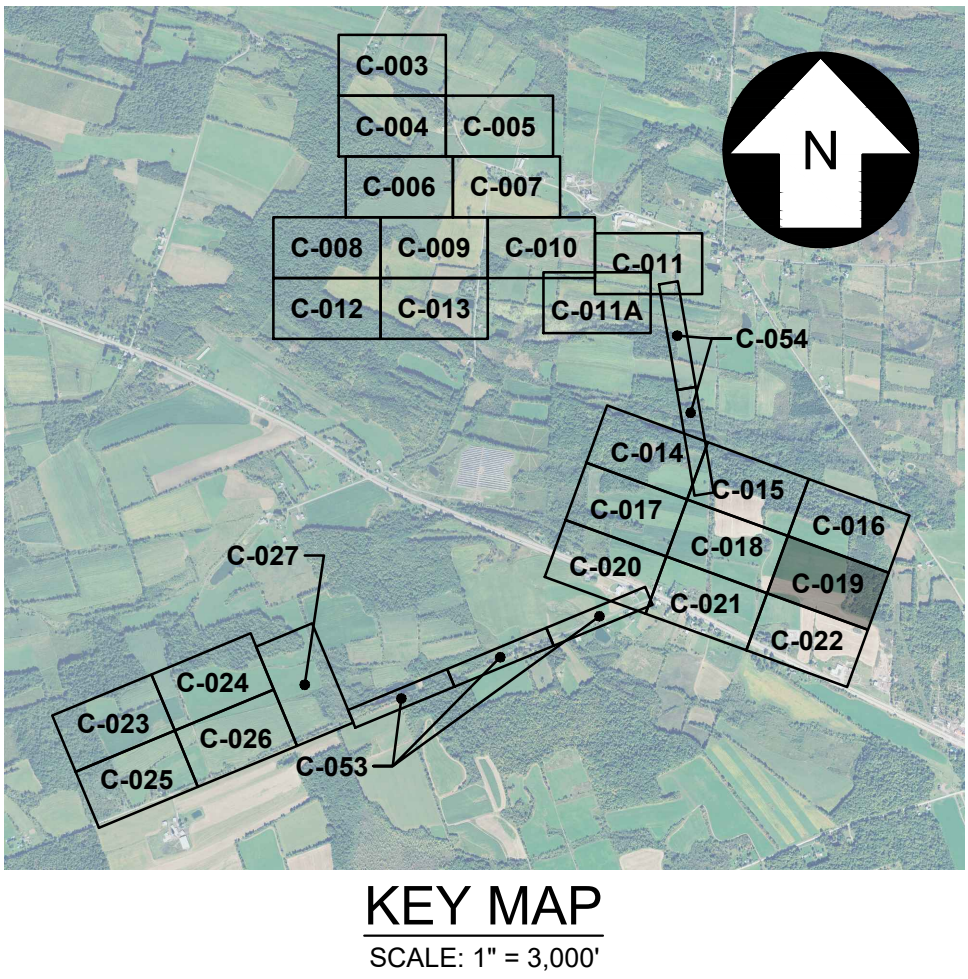 C-003
C-004 C-005
N
C-006 C-007
C-008 C-009 C-010
C-011
C-012 C-013 C-011A
C-054
C-014
C-015
C-017 C-016
C-018
C-027
C-020 C-019
C-021
C-022
C-024
C-023
C-026
C-053
C-025
KEY MAP
SCALE: 1" = 3,000'